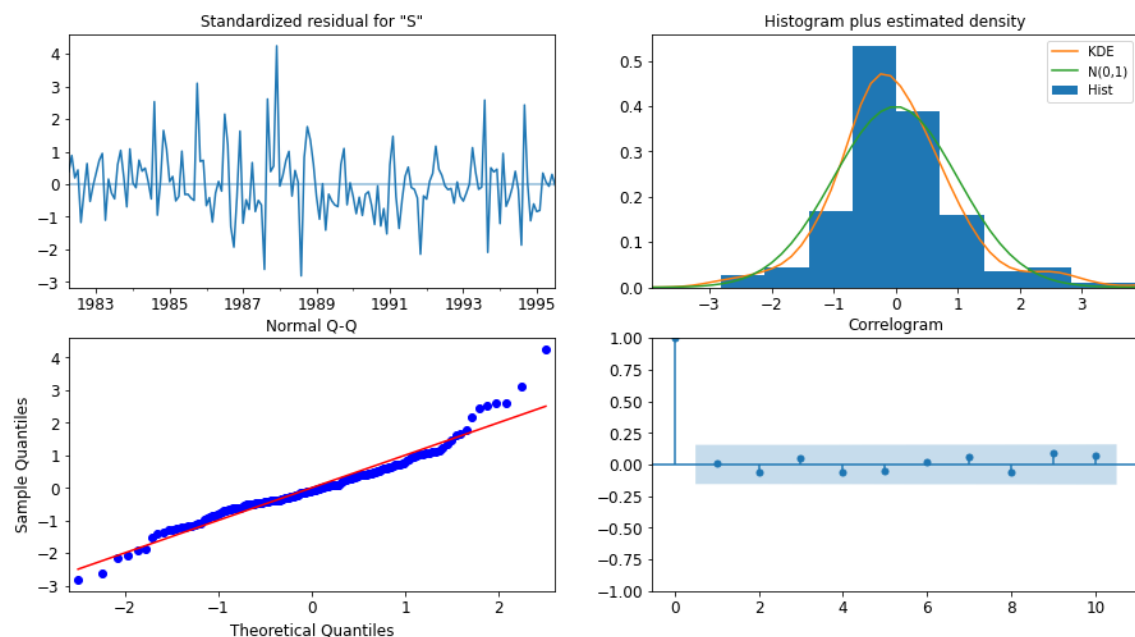 Standardized residual for "S"
4
3
2
1
0
−1
−2
−3
1983 1985 1987 1989 1991 1993 1995
Histogram plus estimated density
KDE
N(0,1)
Hist
0.5
0.4
0.3
0.2
0.1
0.0
−3 −2 −1 0 1 2 3
Normal Q-Q
Sample Quantiles
4
3
2
1
0
−1
−2
−3
−2 −1 0 1 2
Theoretical Quantiles
Correlogram
1.00
0.75
0.50
0.25
0.00
−0.25
−0.50
−0.75
−1.00
0 2 4 6 8 10